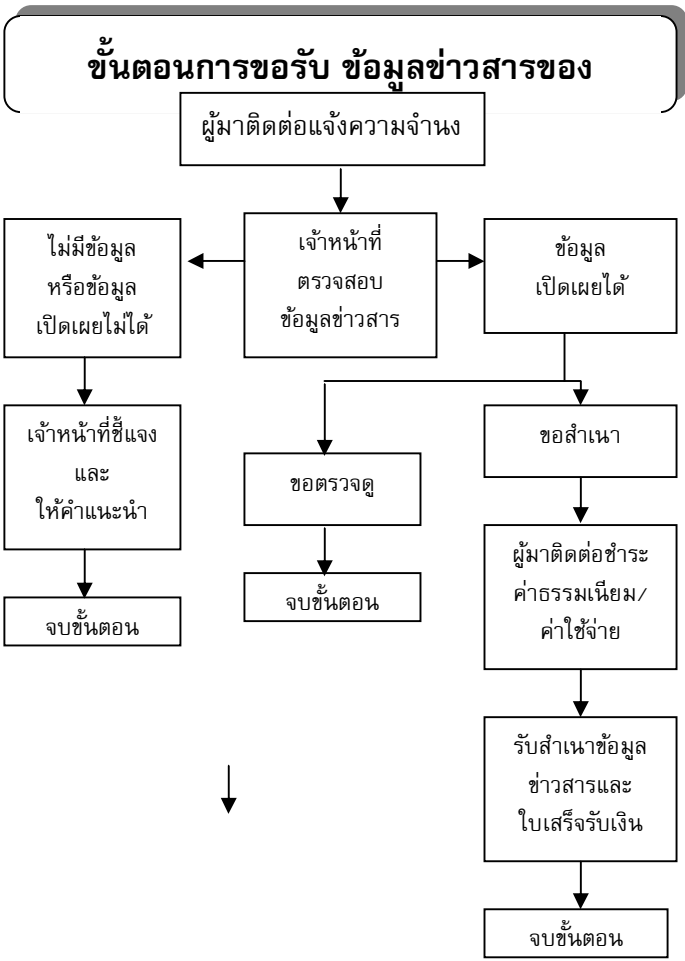 ขั้นตอนการขอรับ ข้อมูลข่าวสารของ
ผู้มาติดต่อแจ้งความจำนง
ไม่มีข้อมูล
หรือข้อมูล
เปิดเผยไม่ได้
เจ้าหน้าที่
ตรวจสอบ
ข้อมูลข่าวสาร
ข้อมูล
เปิดเผยได้
เจ้าหน้าที่ชี้แจง
และ
ให้คำแนะนำ
ขอตรวจดู
ขอสำเนา
จบขั้นตอน
จบขั้นตอน
ผู้มาติดต่อชำระ
ค่าธรรมเนียม/
ค่าใช้จ่าย
รับสำเนาข้อมูล
ข่าวสารและ
ใบเสร็จรับเงิน
จบขั้นตอน